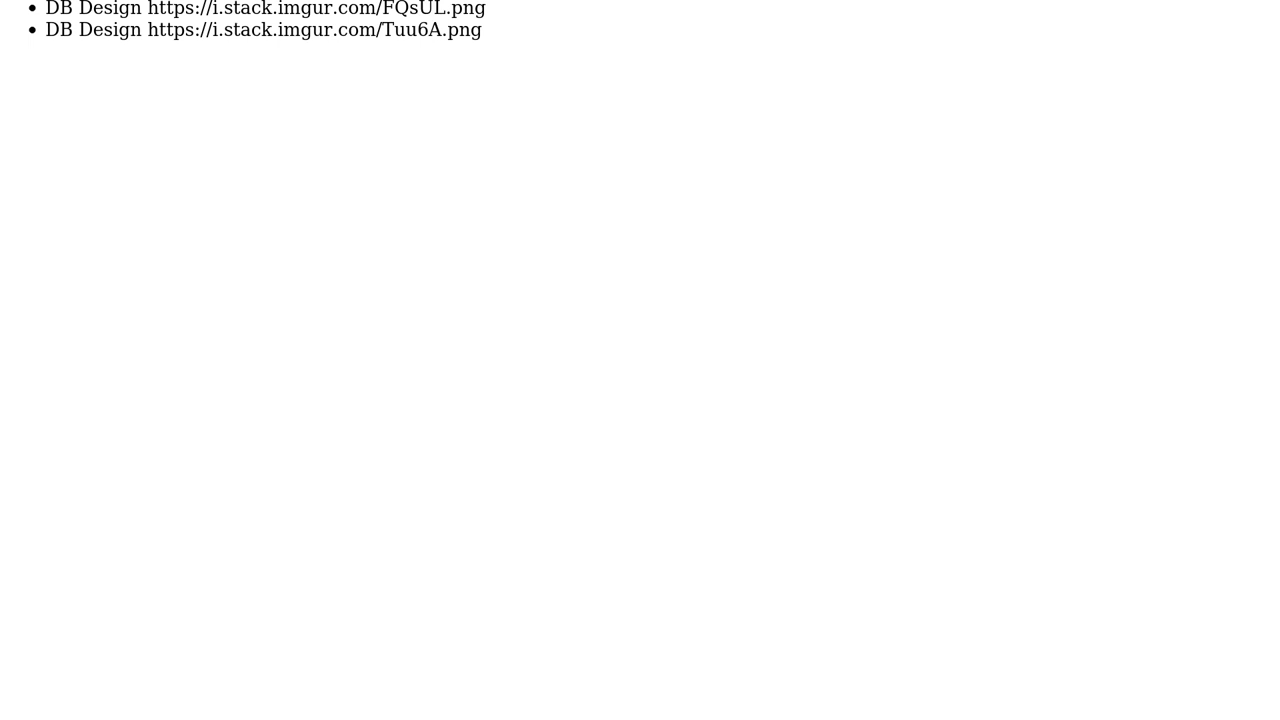 • DB Design https://i.stack.imgur.com/FQsUL.png
• DB Design https://i.stack.imgur.com/Tuu6A.png